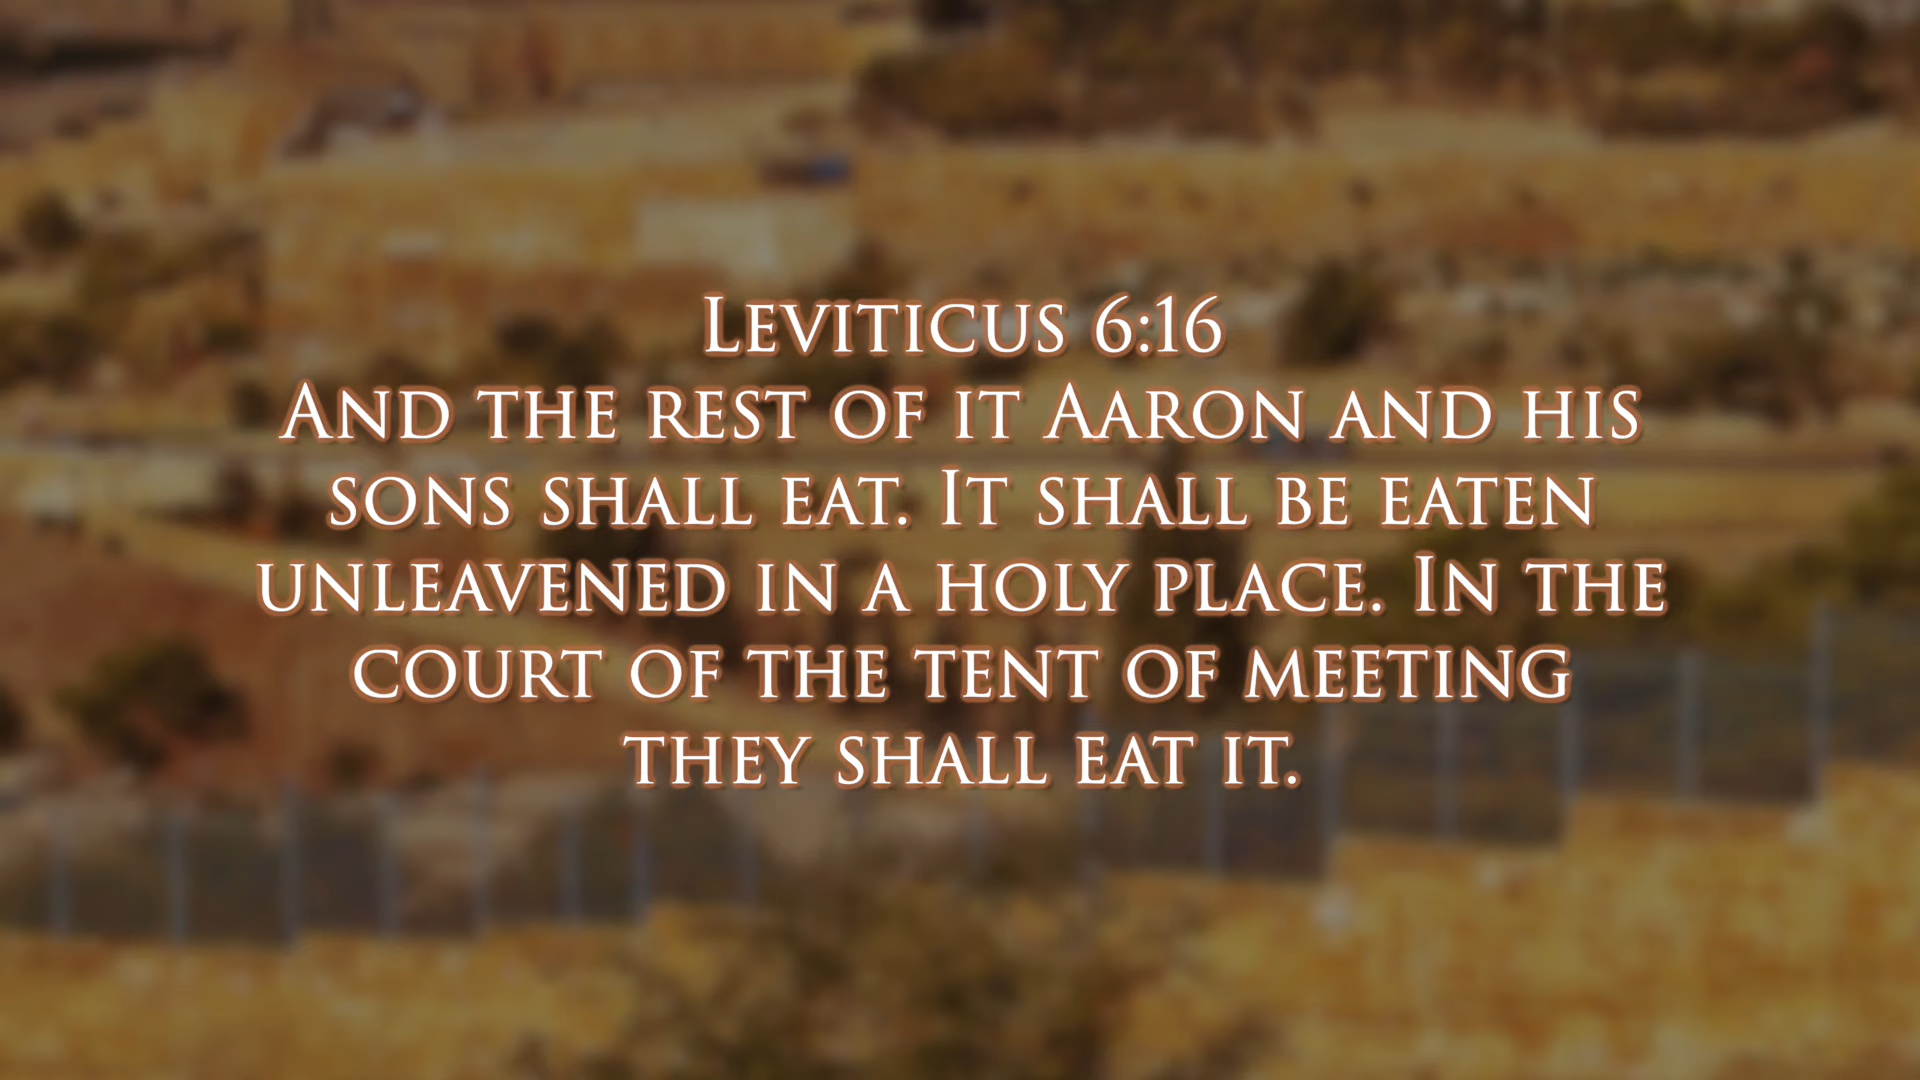 Leviticus 6:16
And the rest of it Aaron and his
sons shall eat. It shall be eaten
unleavened in a holy place. In the
court of the tent of meeting
they shall eat it.